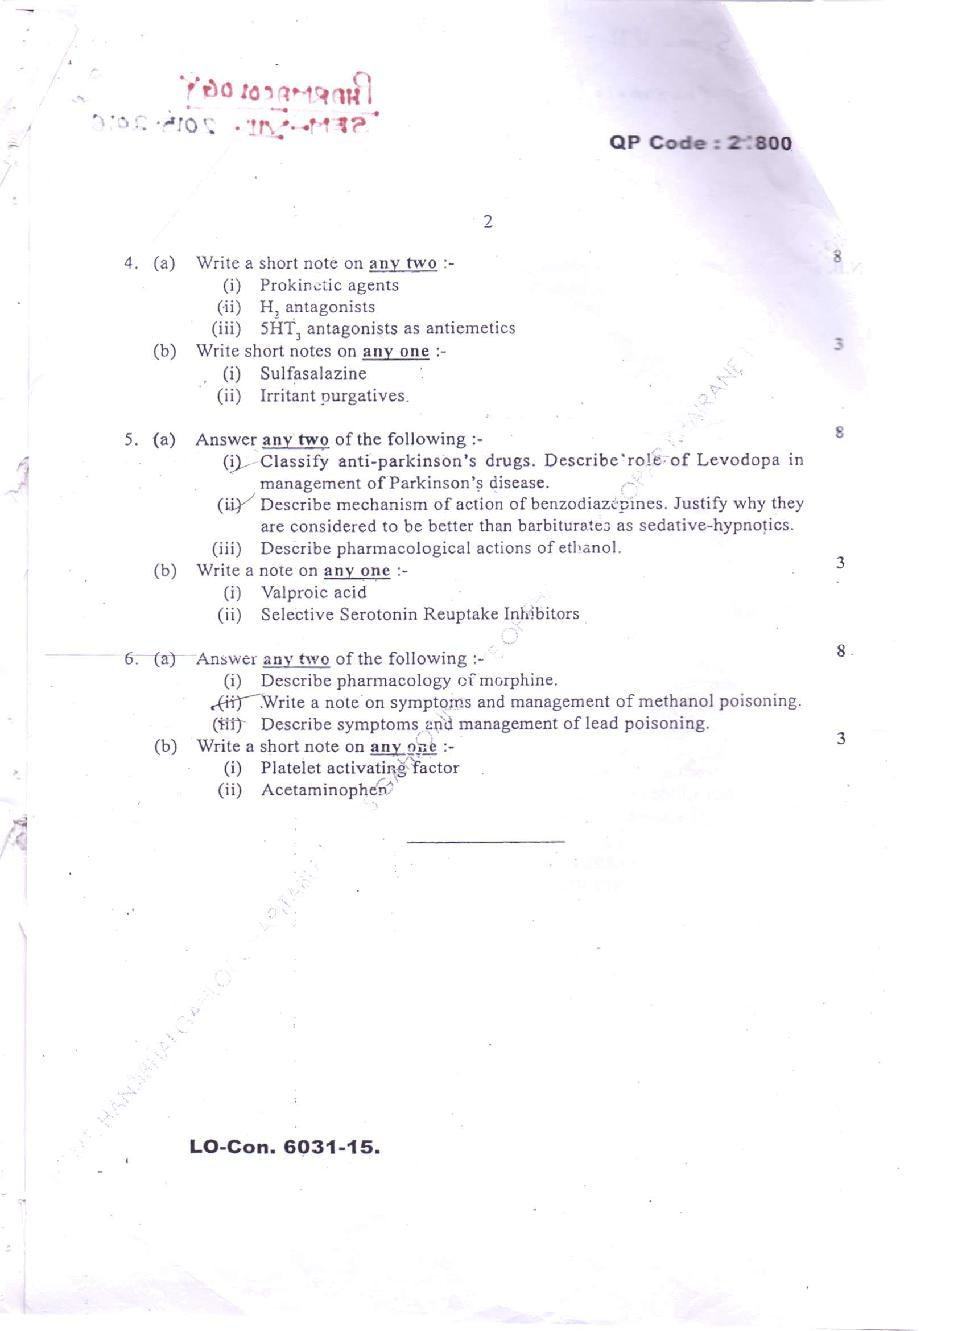 QP Code : 2 800
2
4. (a) Write a short note on any two :- 8
(i) Prokinetic agents
(ii) H₂ antagonists
(iii) 5HT₃ antagonists as antiemetics
(b) Write short notes on any one :- 3
(i) Sulfasalazine
(ii) Irritant purgatives.
5. (a) Answer any two of the following :- 8
(i) Classify anti-parkinson's drugs. Describe role of Levodopa in
management of Parkinson's disease.
(ii) Describe mechanism of action of benzodiazepines. Justify why they
are considered to be better than barbiturates as sedative-hypnotics.
(iii) Describe pharmacological actions of ethanol.
(b) Write a note on any one :- 3
(i) Valproic acid
(ii) Selective Serotonin Reuptake Inhibitors
6. (a) Answer any two of the following :- 8
(i) Describe pharmacology of morphine.
(ii) Write a note on symptoms and management of methanol poisoning.
(iii) Describe symptoms and management of lead poisoning.
(b) Write a short note on any one :- 3
(i) Platelet activating factor
(ii) Acetaminophen
LO-Con. 6031-15.